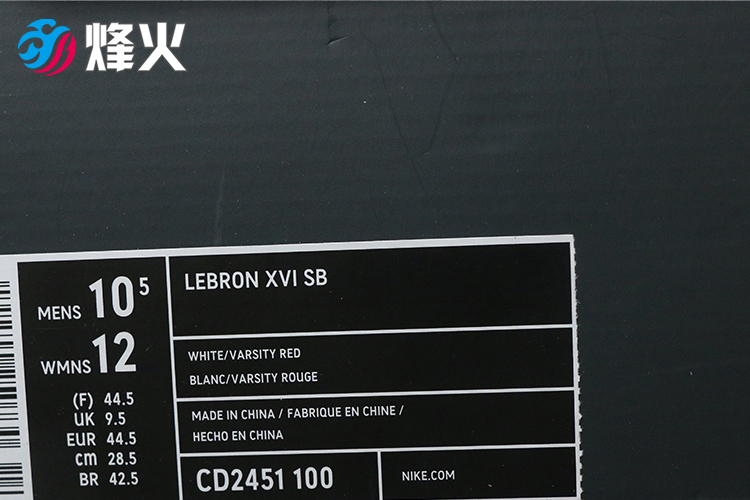 烽火
LEBRON XVI SB
MENS 10⁵
WMNS 12
(F) 44.5
UK 9.5
EUR 44.5
cm 28.5
BR 42.5
WHITE/VARSITY RED
BLANC/VARSITY ROUGE
MADE IN CHINA / FABRIQUE EN CHINE /
HECHO EN CHINA
CD2451 100
NIKE.COM